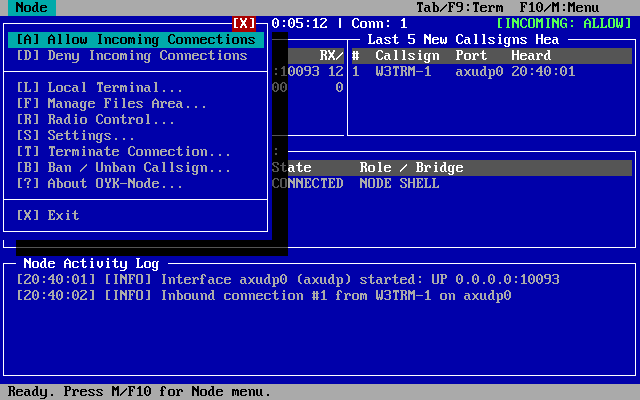 Node Tab/F9:Term F10/M:Menu
[X] 0:05:12 | Conn: 1 [INCOMING: ALLOW]
[A] Allow Incoming Connections Last 5 New Callsigns Hea
[D] Deny Incoming Connections RX/ # Callsign Port Heard
:10093 12 1 W3TRM-1 axudp0 20:40:01
[L] Local Terminal... 00 0
[F] Manage Files Area...
[R] Radio Control...
[S] Settings...
[T] Terminate Connection... :
[B] Ban / Unban Callsign... State Role / Bridge
[?] About OYK-Node... CONNECTED NODE SHELL
[X] Exit
Node Activity Log
[20:40:01] [INFO] Interface axudp0 (axudp) started: UP 0.0.0.0:10093
[20:40:02] [INFO] Inbound connection #1 from W3TRM-1 on axudp0
Ready. Press M/F10 for Node menu.